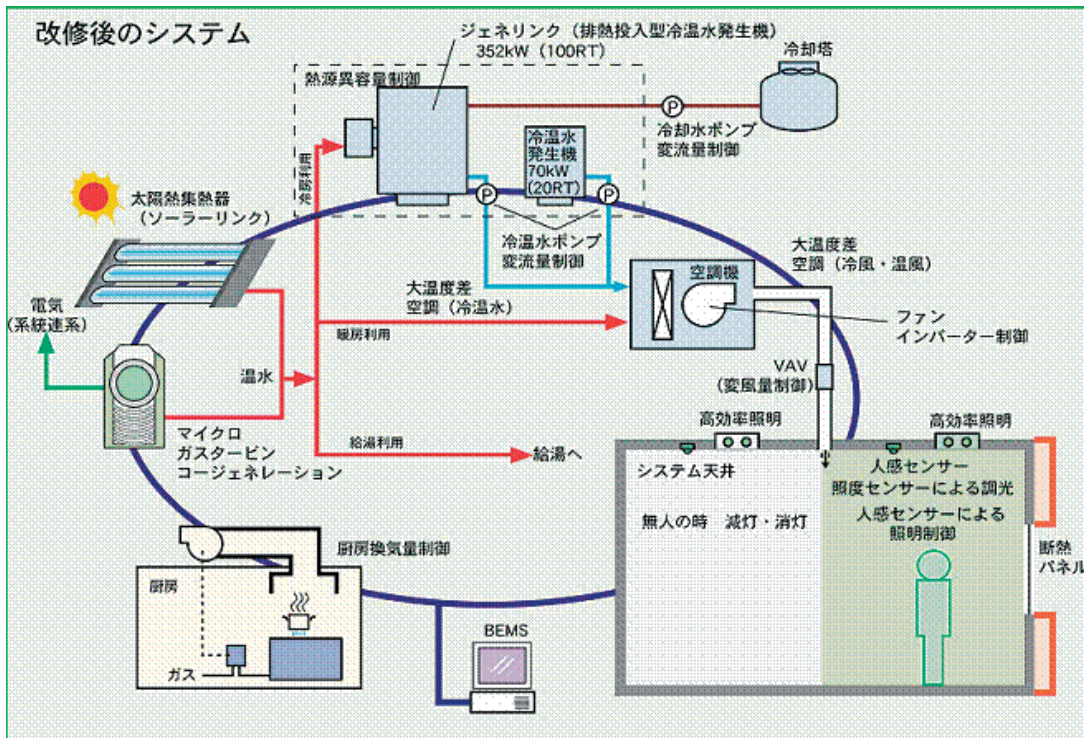 改修後のシステム
ジェネリンク（排熱投入型冷温水発生機）
352kW（100RT）
冷却塔
熱源異容量制御
P
冷却水ポンプ
変流量制御
冷温水
発生機
70kW
(20RT)
冷房利用
P
P
太陽熱集熱器
（ソーラーリンク）
冷温水ポンプ
変流量制御
大温度差
空調（冷風・温風）
空調機
大温度差
空調（冷温水）
電気
（系統連系）
ファン
インバーター制御
暖房利用
温水
VAV
（変風量制御）
マイクロ
ガスタービン
コージェネレーション
給湯利用
給湯へ
高効率照明
高効率照明
システム天井
人感センサー
照度センサーによる調光
無人の時　減灯・消灯
人感センサーによる
照明制御
断熱
パネル
厨房換気量制御
厨房
ガス
BEMS